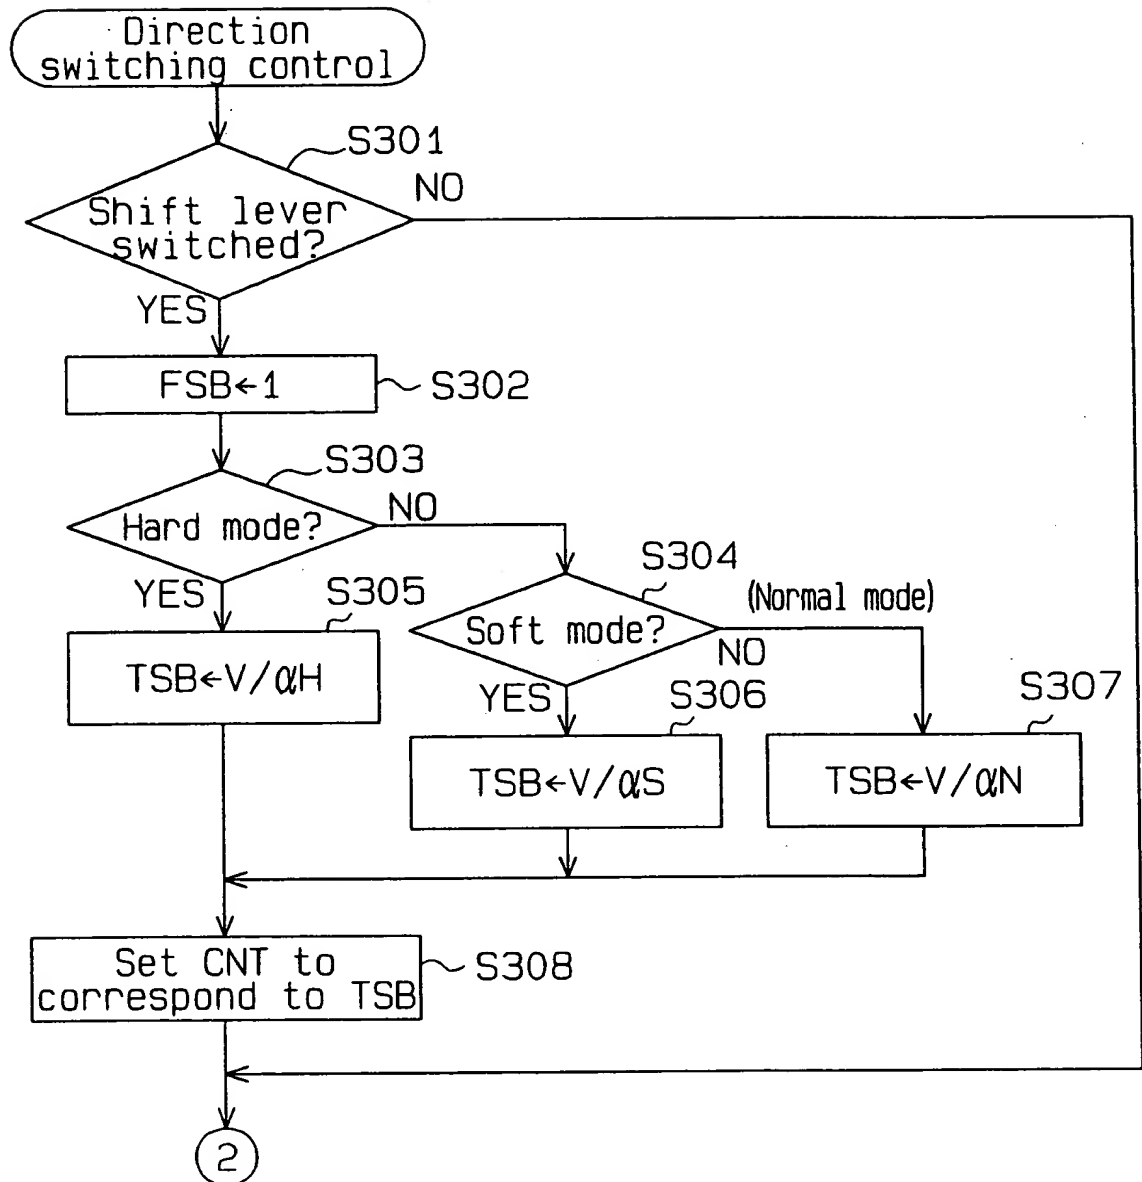 Direction
switching control
S301
NO
Shift lever
switched?
YES
FSB←1
S302
S303
NO
Hard mode?
YES
S304
(Normal mode)
Soft mode?
NO
YES
S305
TSB←V/αH
S306
TSB←V/αS
S307
TSB←V/αN
Set CNT to
correspond to TSB
S308
2